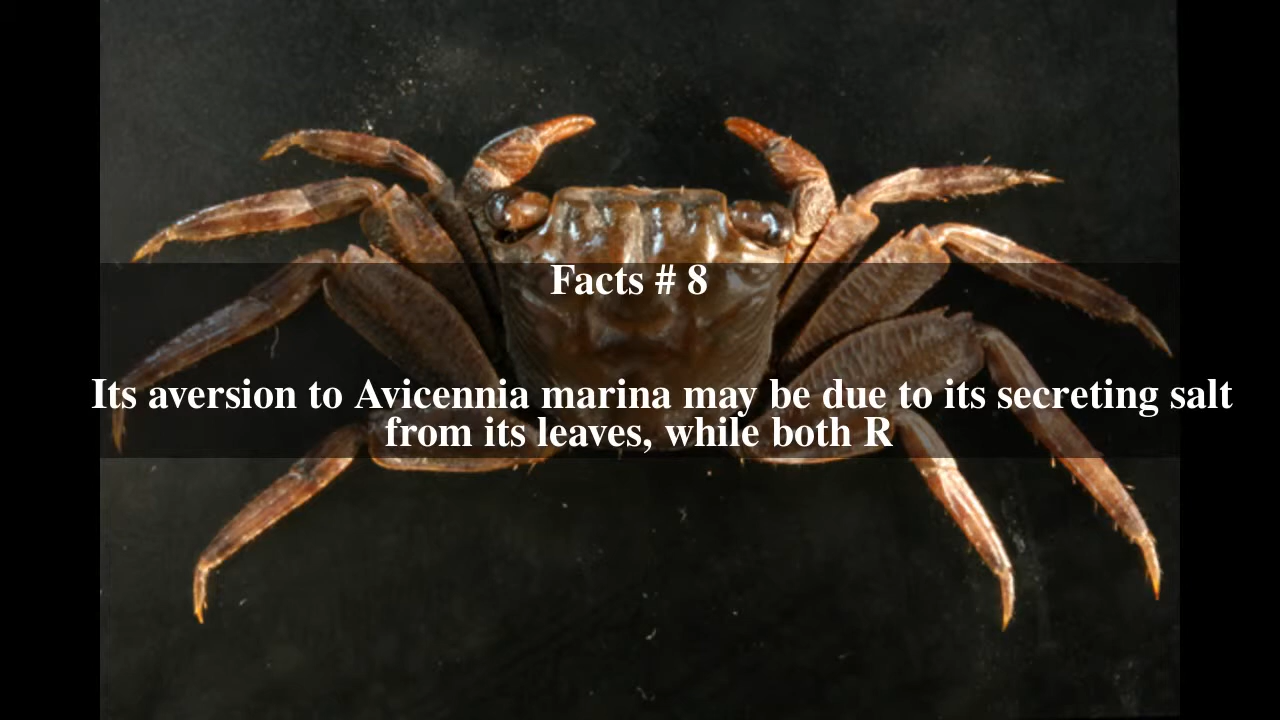 Facts # 8
Its aversion to Avicennia marina may be due to its secreting salt
from its leaves, while both R